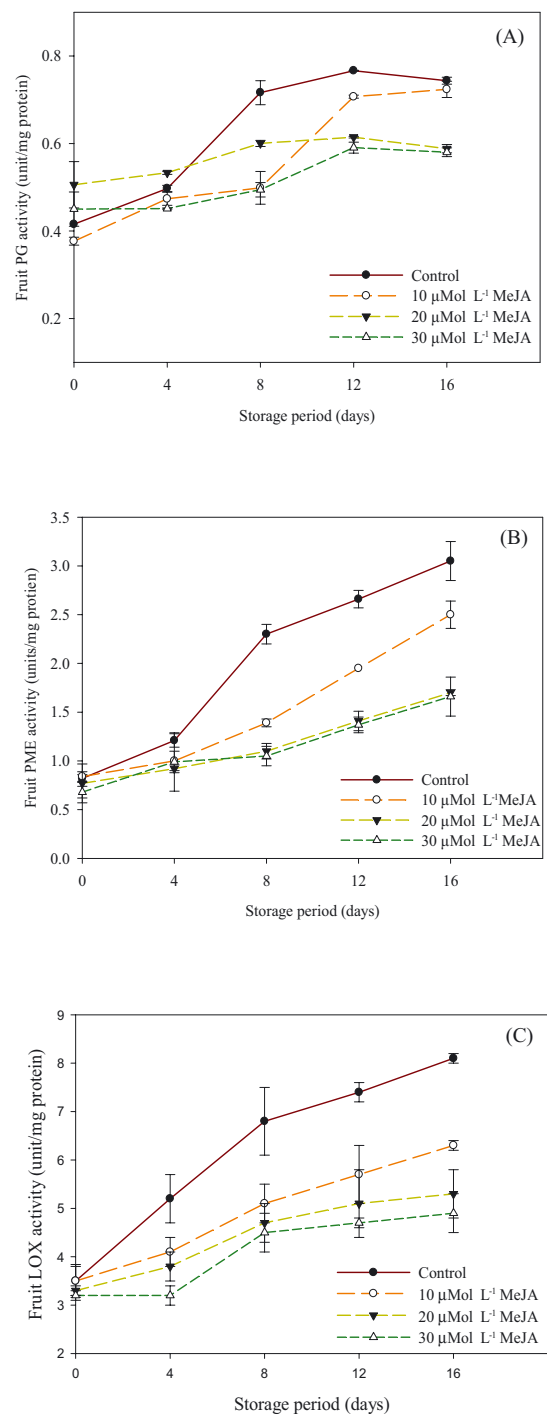 (A)
Fruit PG activity (unit/mg protein)
0.8
0.6
0.4
0.2
Control
10 µMol L⁻¹ MeJA
20 µMol L⁻¹ MeJA
30 µMol L⁻¹ MeJA
0 4 8 12 16
Storage period (days)
(B)
Fruit PME activity (units/mg protien)
3.5
3.0
2.5
2.0
1.5
1.0
0.5
0.0
Control
10 µMol L⁻¹MeJA
20 µMol L⁻¹ MeJA
30 µMol L⁻¹ MeJA
0 4 8 12 16
Storage period (days)
(C)
Fruit LOX activity (unit/mg protein)
9
8
7
6
5
4
3
2
Control
10 µMol L⁻¹ MeJA
20 µMol L⁻¹ MeJA
30 µMol L⁻¹ MeJA
0 4 8 12 16
Storage period (days)